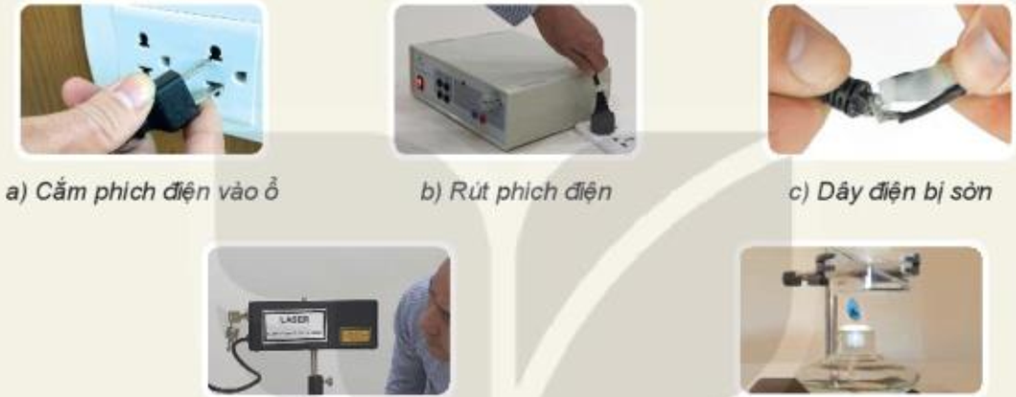 a) Cắm phích điện vào ổ
b) Rút phích điện
c) Dây điện bị sờn
LASER